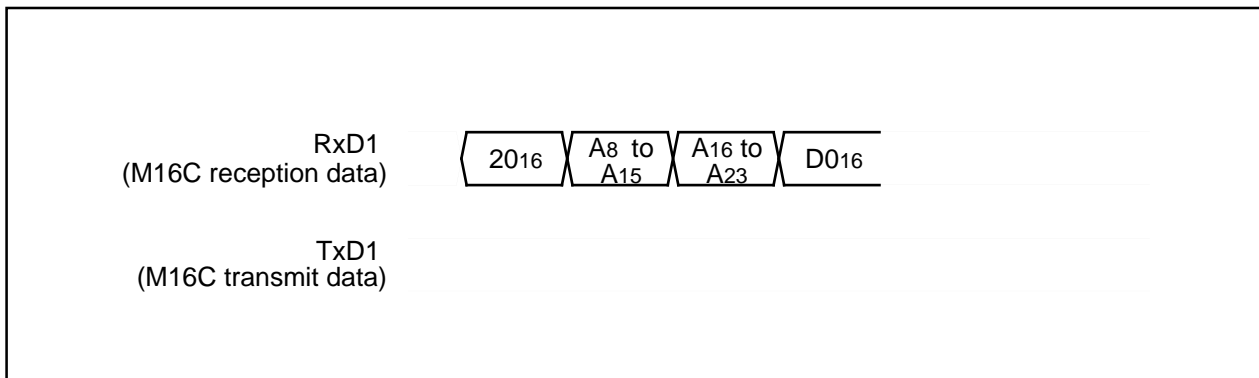 RxD1
(M16C reception data)
2016
A8 to
A15
A16 to
A23
D016
TxD1
(M16C transmit data)